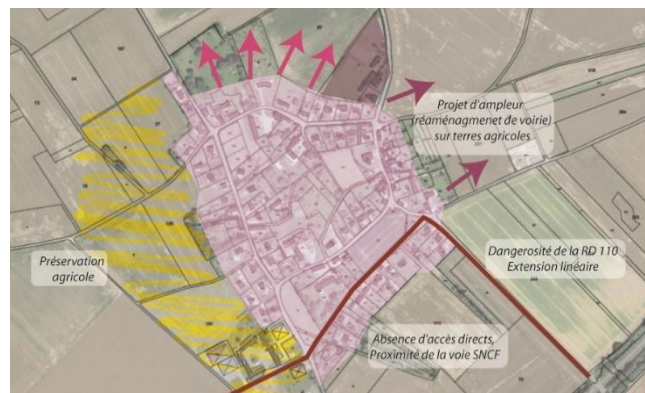 Projet d'ampleur
(réaménagmenet de voirie)
sur terres agricoles
Préservation
agricole
Dangerosité de la RD 110
Extension linéaire
Absence d'accès directs,
Proximité de la voie SNCF